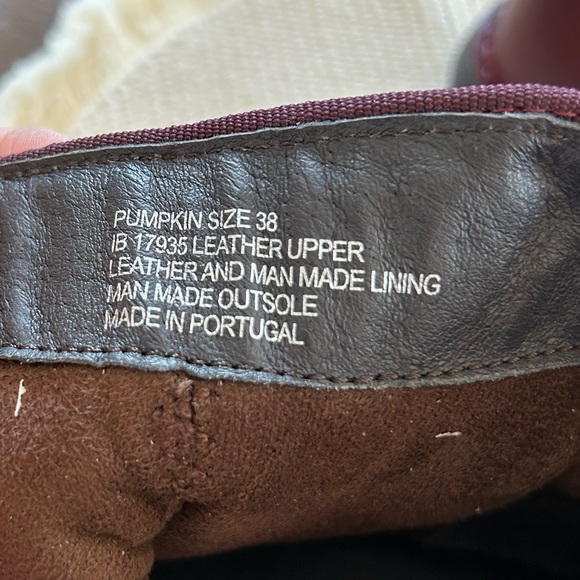 PUMPKIN SIZE 38
IB 17935 LEATHER UPPER
LEATHER AND MAN MADE LINING
MAN MADE OUTSOLE
MADE IN PORTUGAL